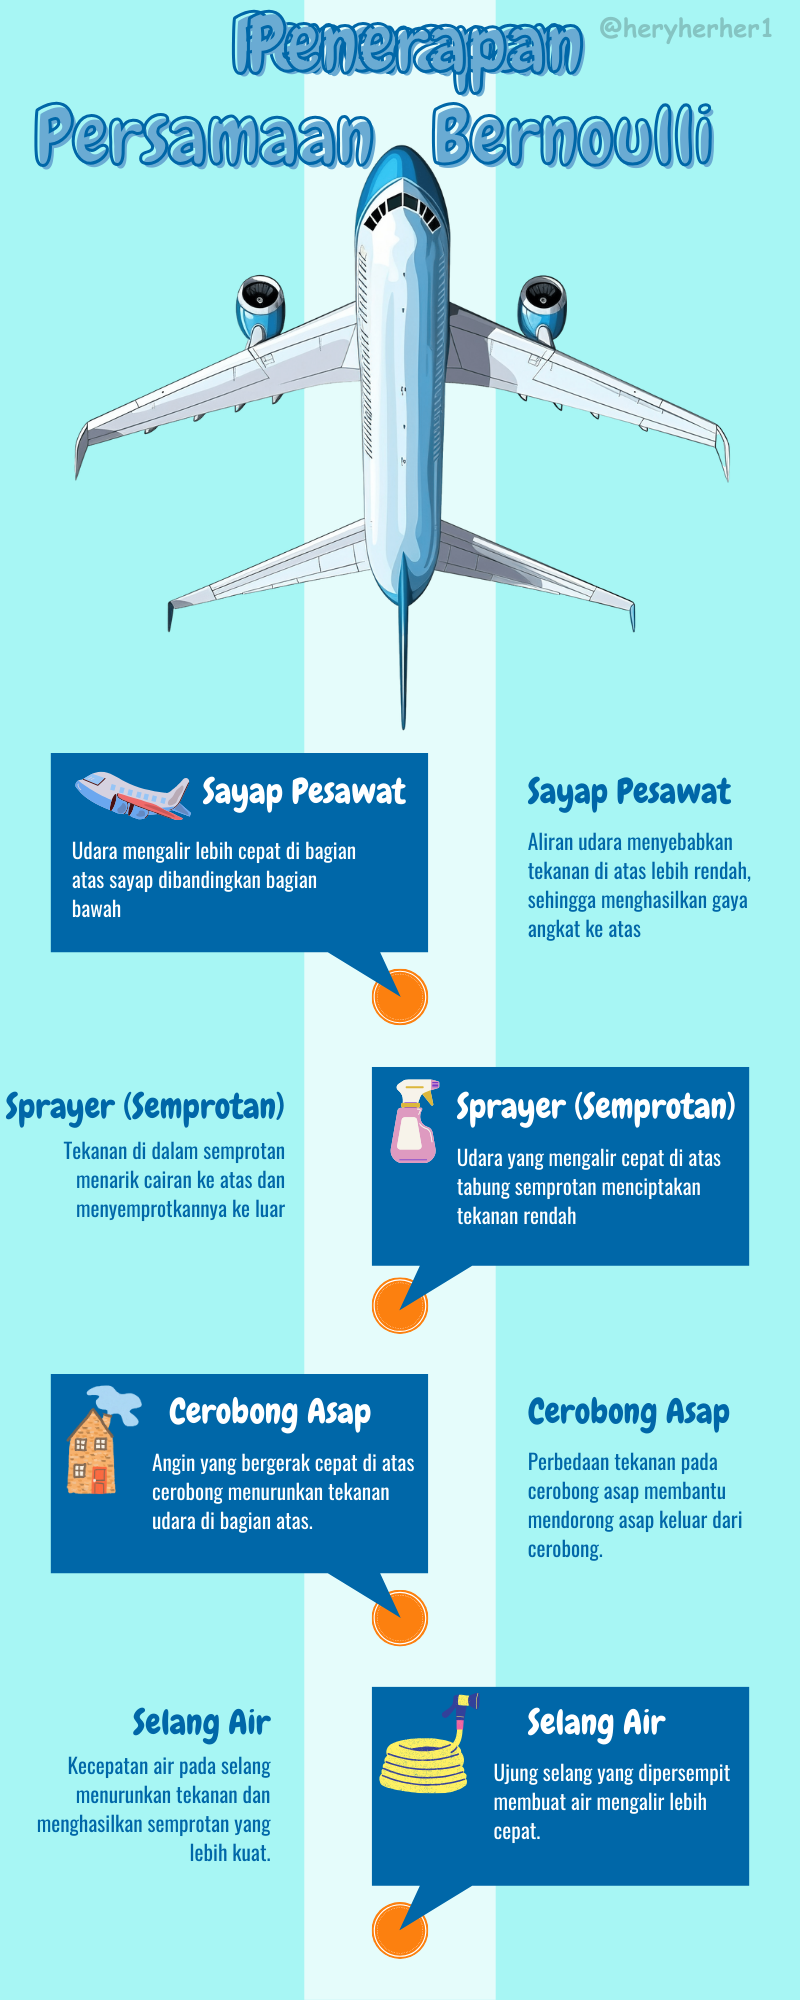 Penerapan
@heryherher1
Persamaan Bernoulli
Sayap Pesawat
Udara mengalir lebih cepat di bagian
atas sayap dibandingkan bagian
bawah
Sayap Pesawat
Aliran udara menyebabkan
tekanan di atas lebih rendah,
sehingga menghasilkan gaya
angkat ke atas
Sprayer (Semprotan)
Tekanan di dalam semprotan
menarik cairan ke atas dan
menyemprotkannya ke luar
Sprayer (Semprotan)
Udara yang mengalir cepat di atas
tabung semprotan menciptakan
tekanan rendah
Cerobong Asap
Angin yang bergerak cepat di atas
cerobong menurunkan tekanan
udara di bagian atas.
Cerobong Asap
Perbedaan tekanan pada
cerobong asap membantu
mendorong asap keluar dari
cerobong.
Selang Air
Kecepatan air pada selang
menurunkan tekanan dan
menghasilkan semprotan yang
lebih kuat.
Selang Air
Ujung selang yang dipersempit
membuat air mengalir lebih
cepat.